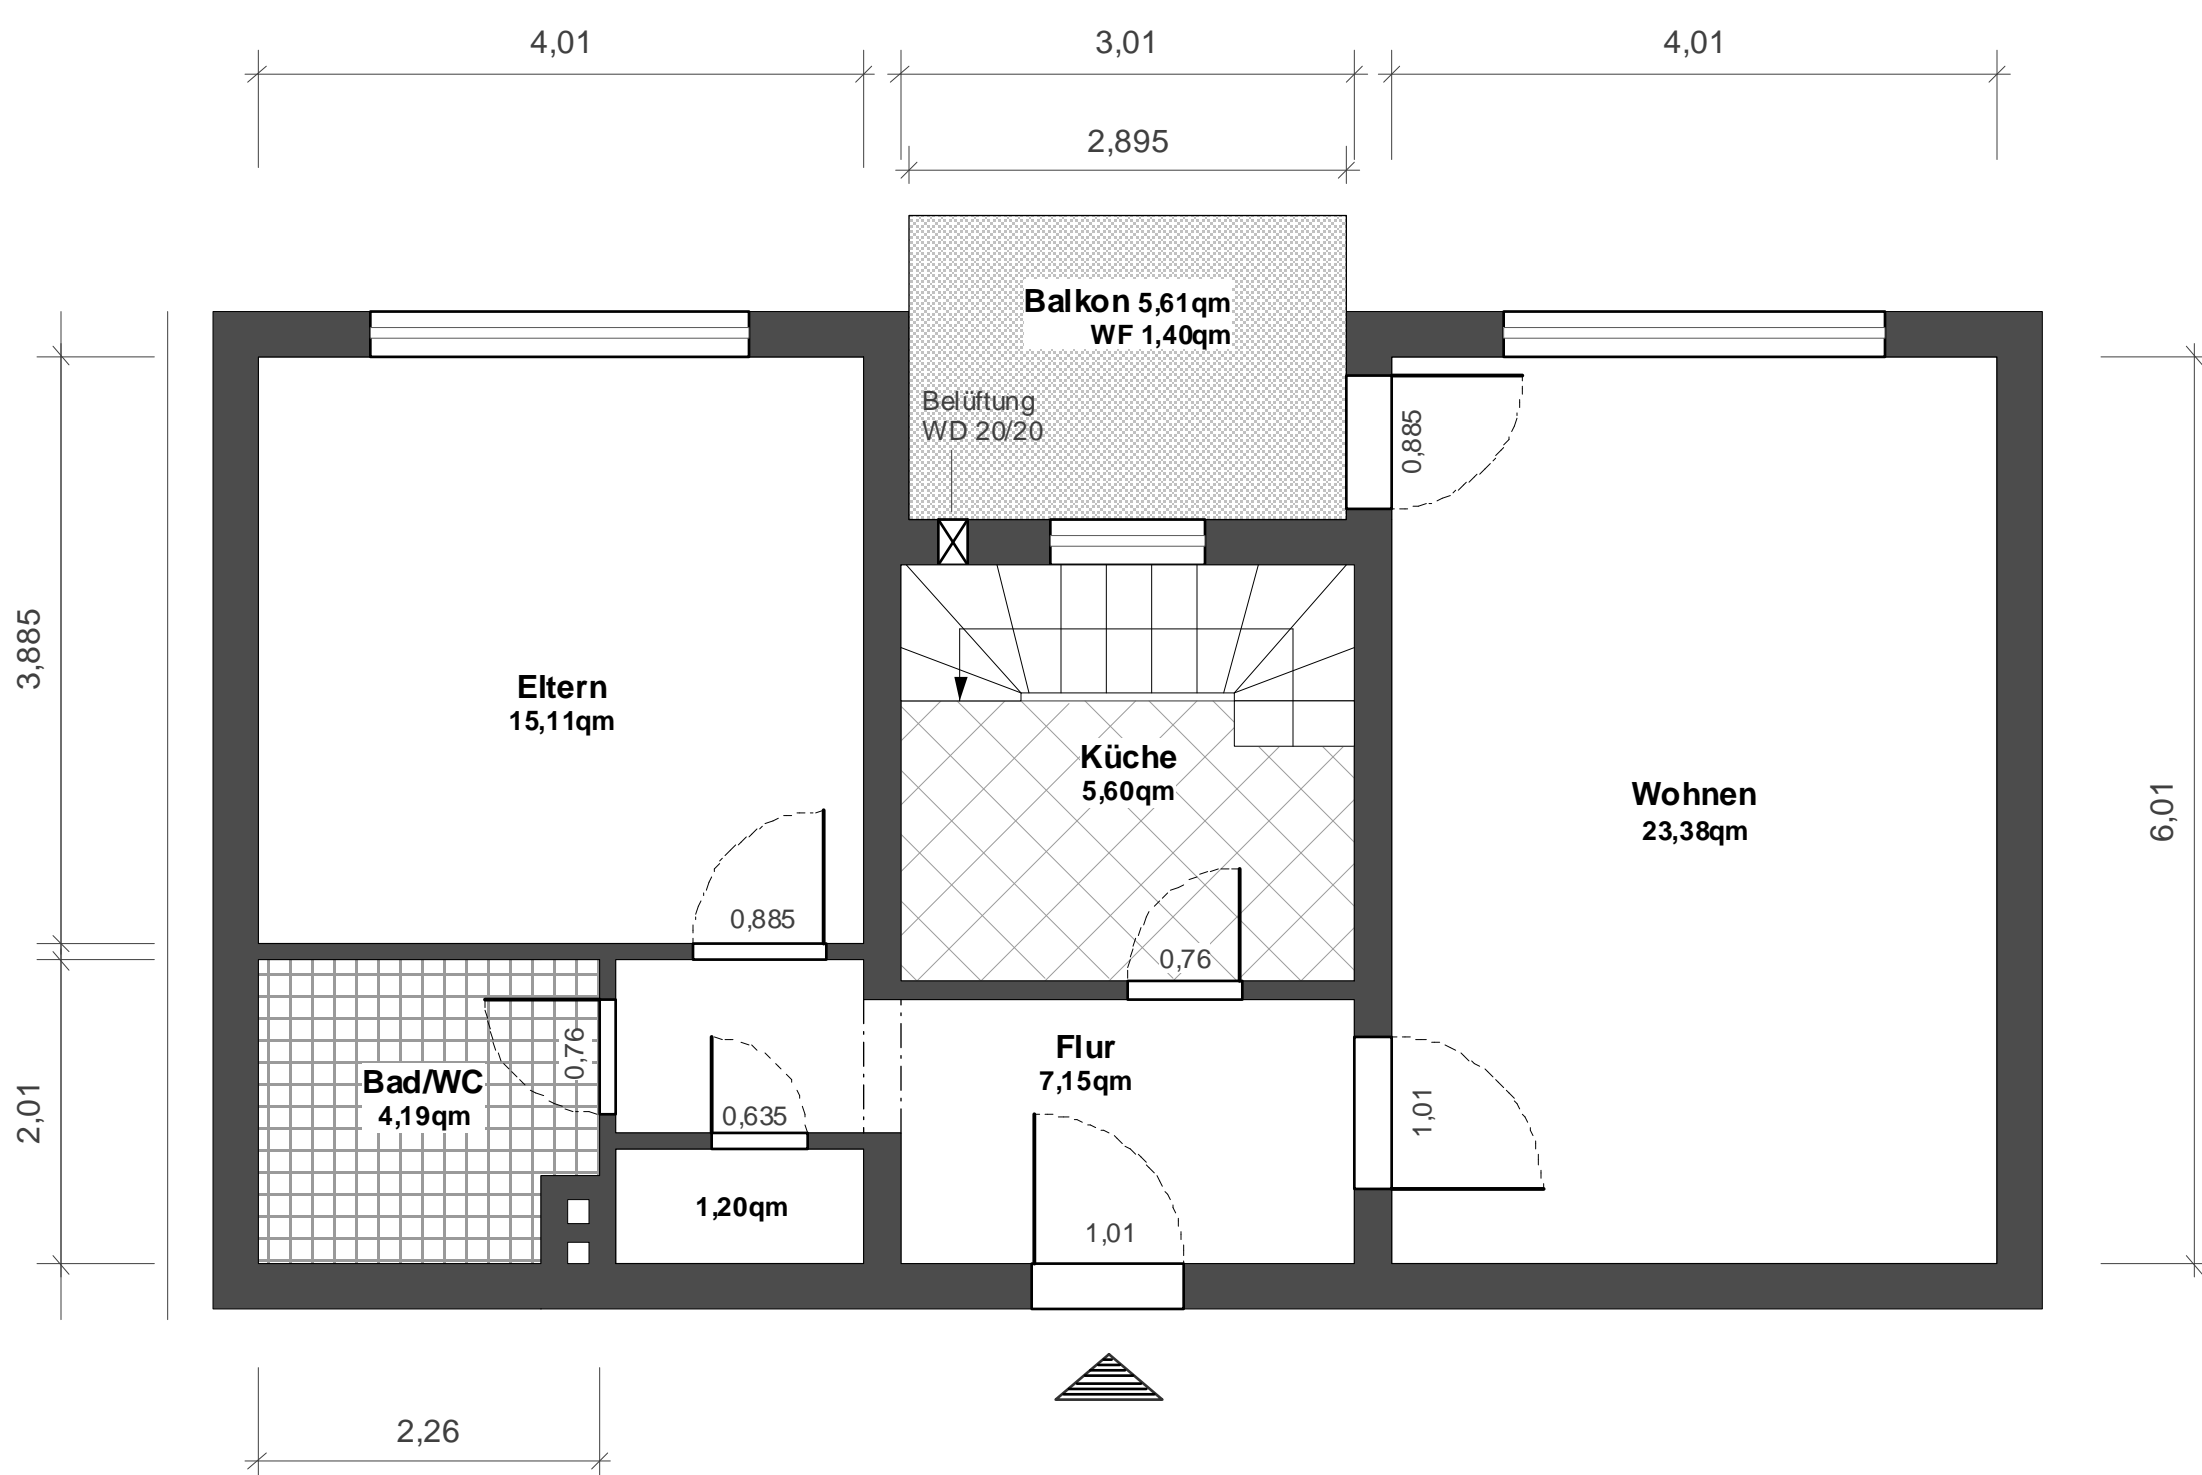 4,01
3,01
4,01
2,895
Balkon 5,61qm
WF 1,40qm
Belüftung
WD 20/20
0,885
3,885
Eltern
15,11qm
Küche
5,60qm
Wohnen
23,38qm
6,01
0,885
0,76
2,01
0,76
Bad/WC
4,19qm
0,635
Flur
7,15qm
1,01
1,20qm
1,01
2,26